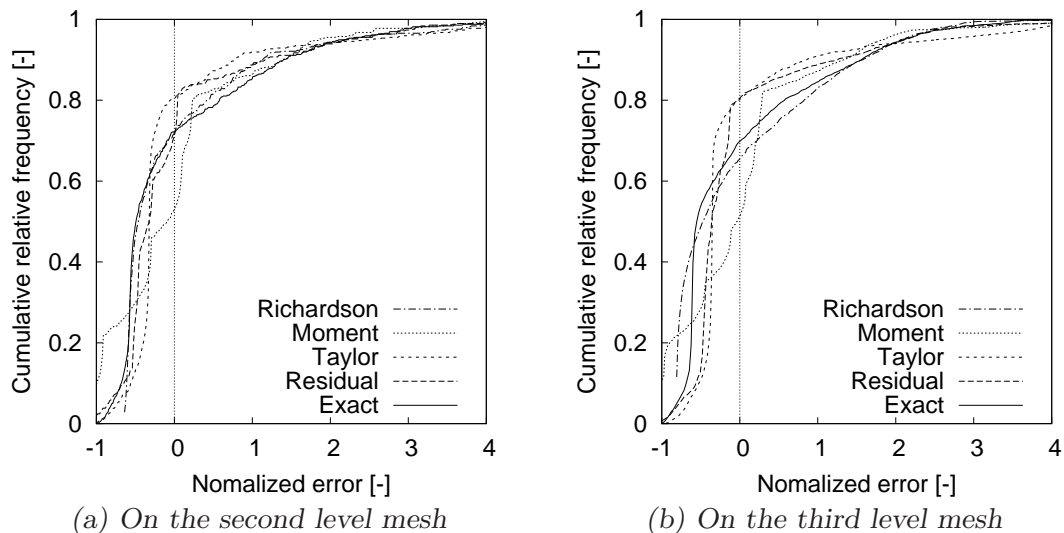 Cumulative relative frequency [-]
1
0.8
0.6
0.4
0.2
0
-1 0 1 2 3 4
Richardson
Moment
Taylor
Residual
Exact
Nomalized error [-]
(a) On the second level mesh
Cumulative relative frequency [-]
1
0.8
0.6
0.4
0.2
0
-1 0 1 2 3 4
Richardson
Moment
Taylor
Residual
Exact
Nomalized error [-]
(b) On the third level mesh